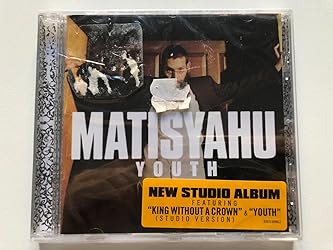 MATISYAHU
YOUTH
NEW STUDIO ALBUM
FEATURING
"KING WITHOUT A CROWN" & "YOUTH"
(STUDIO VERSION)